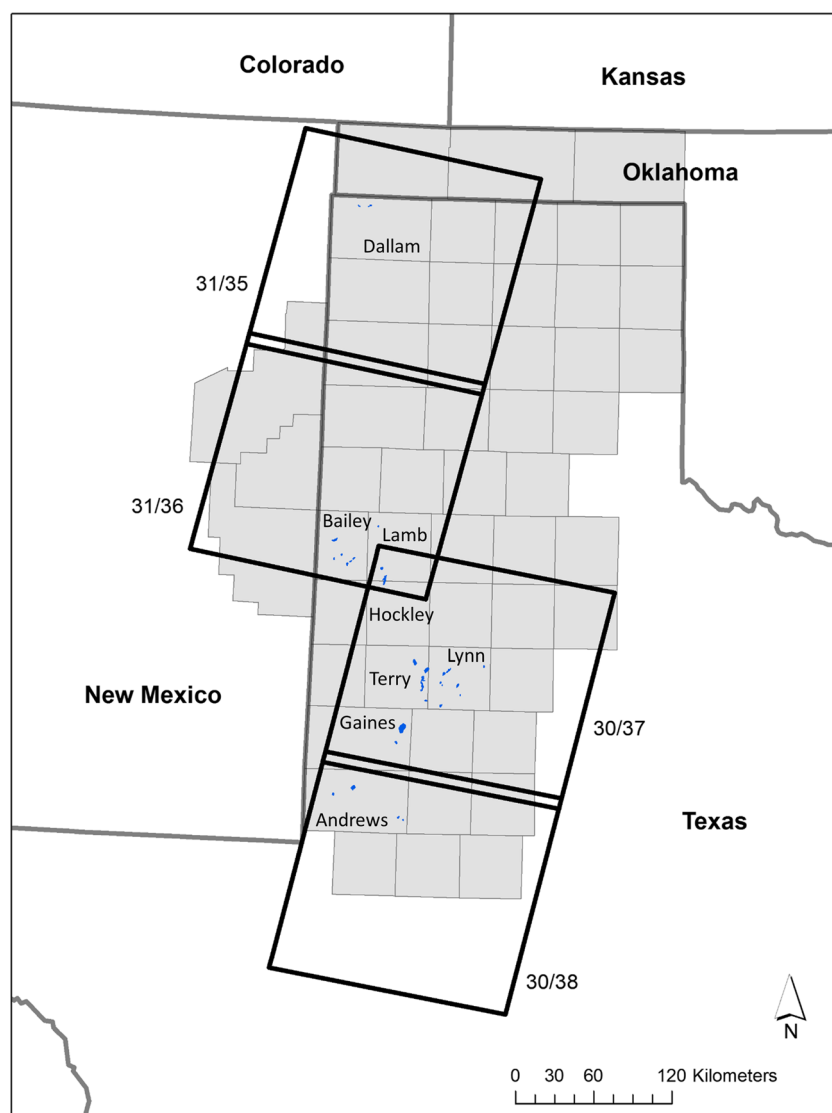 Colorado
Kansas
Oklahoma
Dallam
31/35
31/36
Bailey
Lamb
Hockley
Lynn
Terry
New Mexico
Gaines
30/37
Andrews
Texas
30/38
N
0 30 60 120 Kilometers